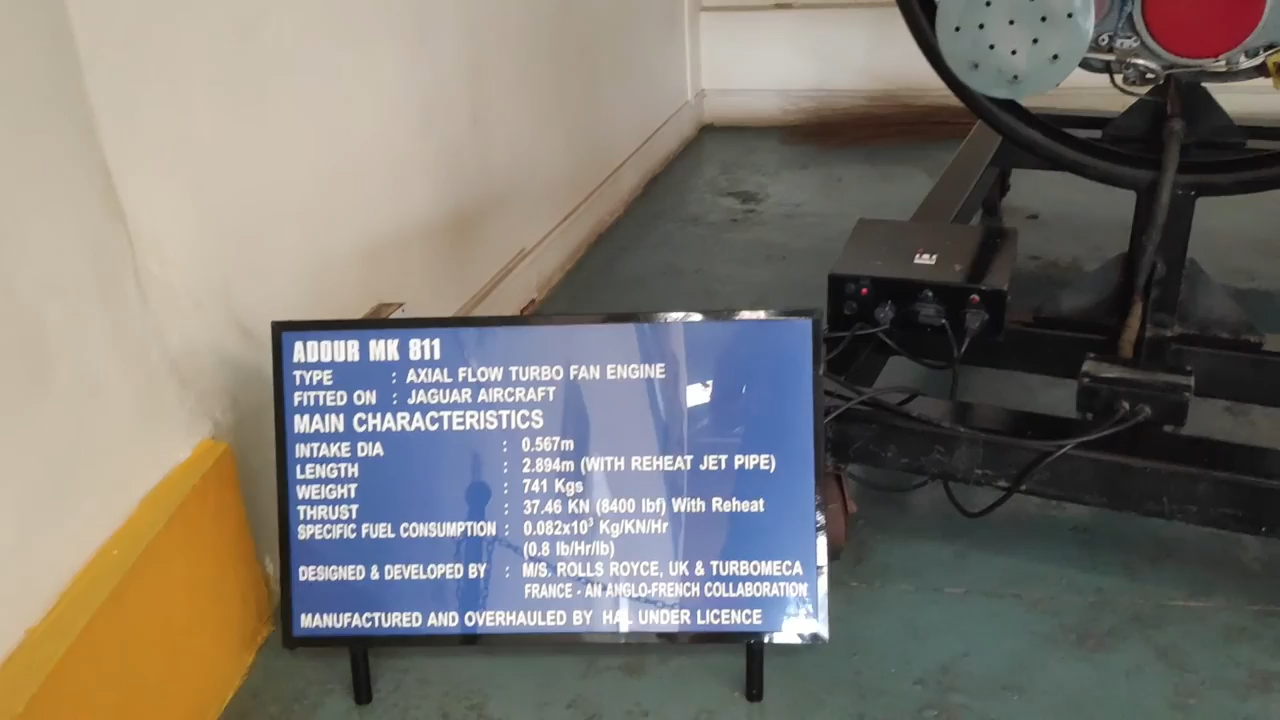 ADOUR MK 811
TYPE : AXIAL FLOW TURBO FAN ENGINE
FITTED ON : JAGUAR AIRCRAFT
MAIN CHARACTERISTICS
INTAKE DIA : 0.567m
LENGTH : 2.894m (WITH REHEAT JET PIPE)
WEIGHT : 741 Kgs
THRUST : 37.46 KN (8400 lbf) With Reheat
SPECIFIC FUEL CONSUMPTION : 0.082x10³ Kg/KN/Hr
(0.8 lb/Hr/lb)
DESIGNED & DEVELOPED BY : M/S. ROLLS ROYCE, UK & TURBOMECA
FRANCE - AN ANGLO-FRENCH COLLABORATION
MANUFACTURED AND OVERHAULED BY HAL UNDER LICENCE